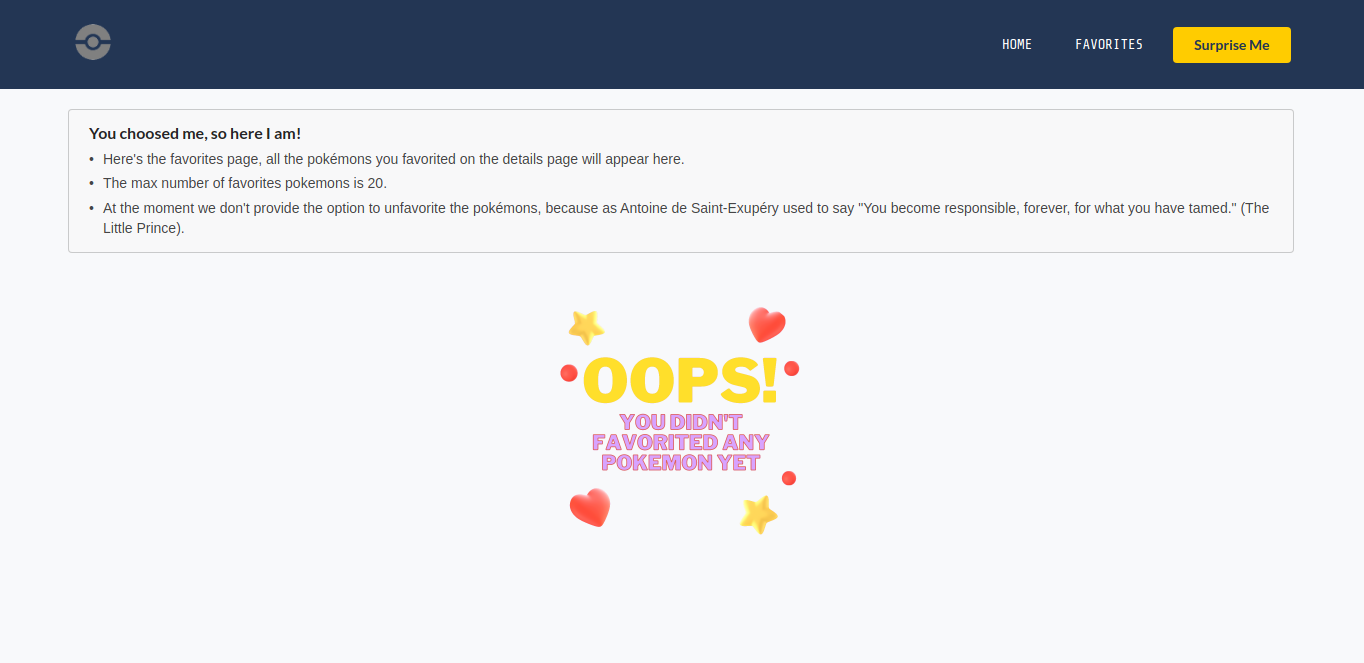 HOME FAVORITES Surprise Me
You choosed me, so here I am!
• Here's the favorites page, all the pokémons you favorited on the details page will appear here.
• The max number of favorites pokemons is 20.
• At the moment we don't provide the option to unfavorite the pokémons, because as Antoine de Saint-Exupéry used to say "You become responsible, forever, for what you have tamed." (The
Little Prince).
OOPS!
YOU DIDN'T
FAVORITED ANY
POKEMON YET